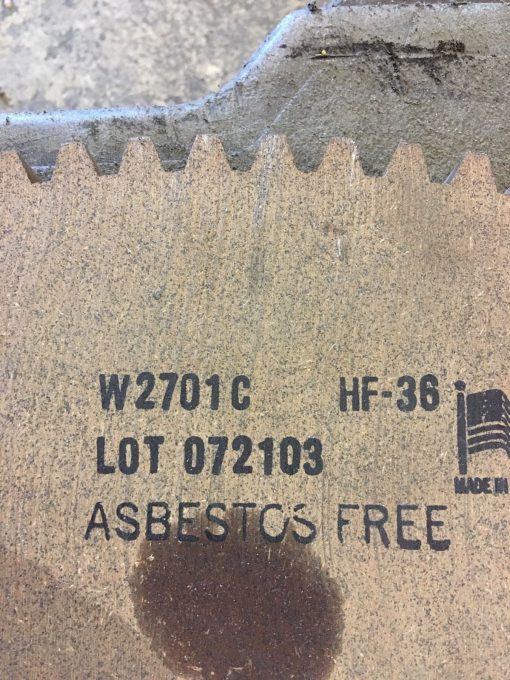 W2701C HF-36
LOT 072103
MADE IN
ASBESTOS FREE